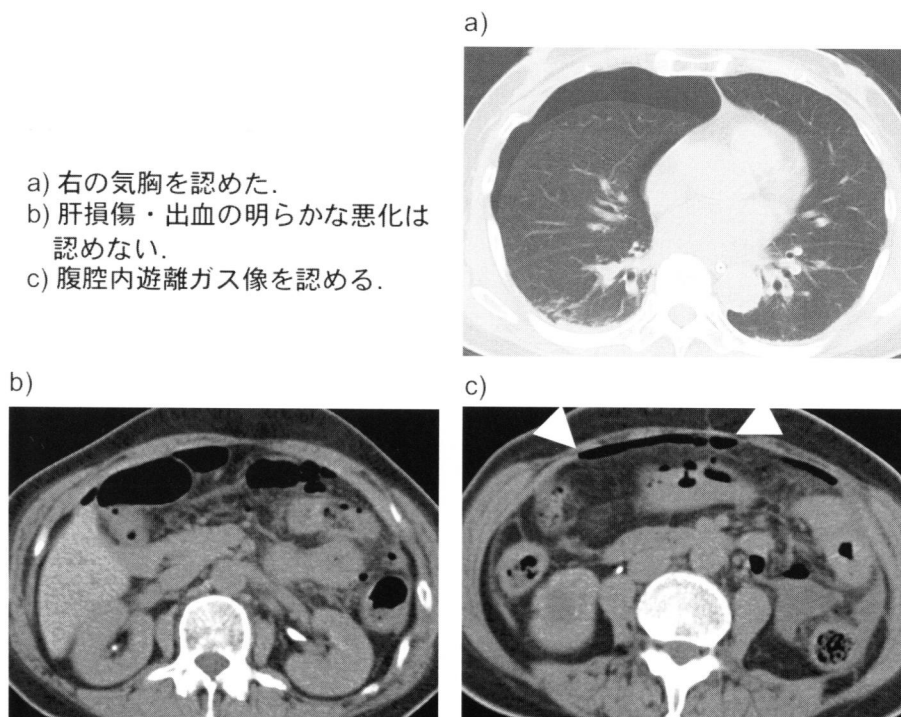 a)
a) 右の気胸を認めた.
b) 肝損傷・出血の明らかな悪化は
認めない.
c) 腹腔内遊離ガス像を認める.
b)
c)